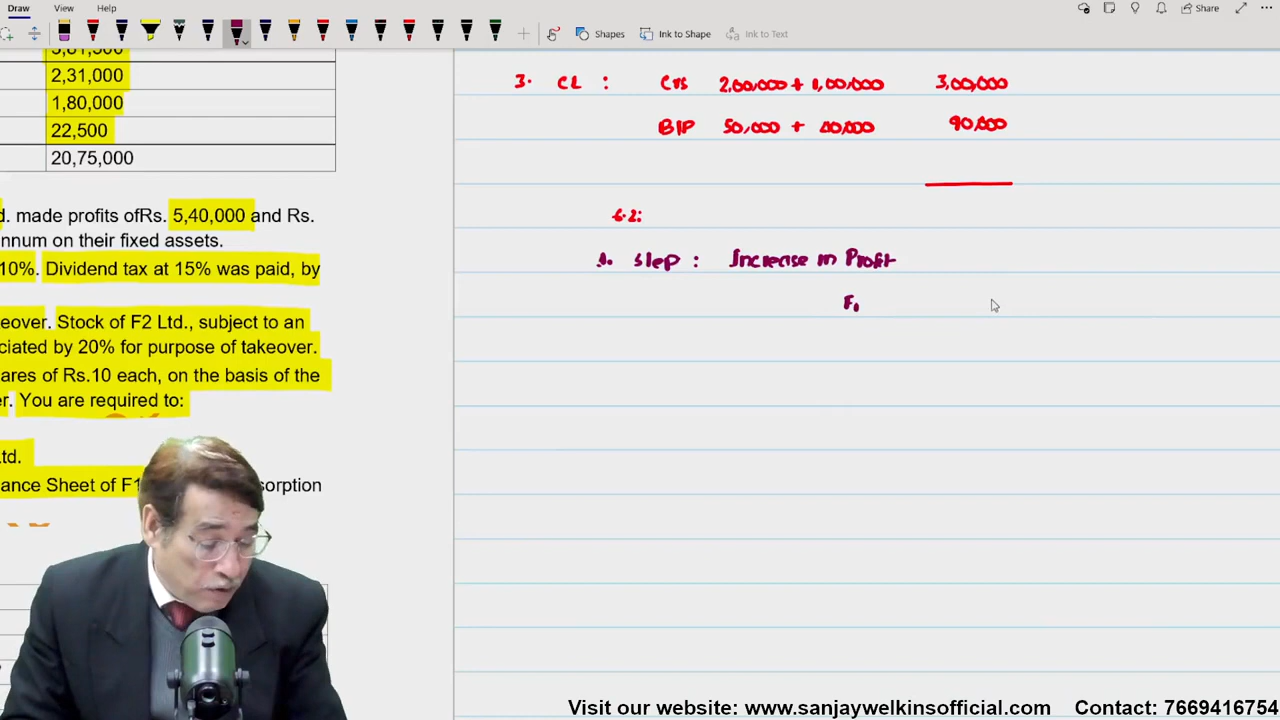 Draw View Help
Share
Shapes Ink to Shape Ink to Text
2,31,000
1,80,000
22,500
20,75,000
d. made profits ofRs. 5,40,000 and Rs.
nnum on their fixed assets.
10%. Dividend tax at 15% was paid, by
eover. Stock of F2 Ltd., subject to an
ciated by 20% for purpose of takeover.
ares of Rs.10 each, on the basis of the
er. You are required to:
td.
ance Sheet of F1 sorption
3. CL : Crs 2,00,000 + 1,00,000 3,00,000
B/P 50,000 + 40,000 90,000
Step : Increase in Profit
F1
Visit our website: www.sanjaywelkinsofficial.com Contact: 7669416754